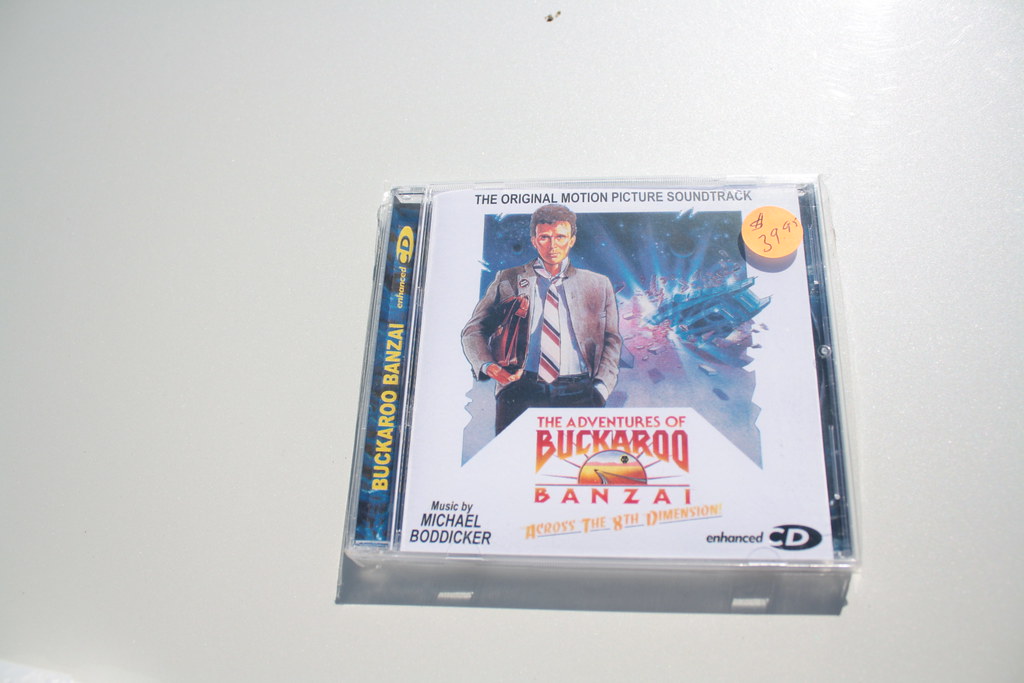 THE ORIGINAL MOTION PICTURE SOUNDTRACK
$
39.95
enhanced CD
BUCKAROO BANZAI
THE ADVENTURES OF
BUCKAROO
BANZAI
ACROSS THE 8TH DIMENSION!
Music by
MICHAEL
BODDICKER
enhanced CD